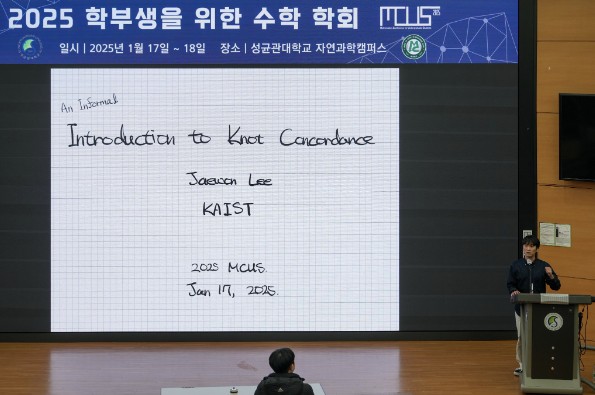 2025 학부생을 위한 수학 학회
MCUS
일시 | 2025년 1월 17일 ~ 18일
장소 | 성균관대학교 자연과학캠퍼스
An Informal
Introduction to Knot Concordance
Jaewon Lee
KAIST
2025 MCUS.
Jan 17, 2025.